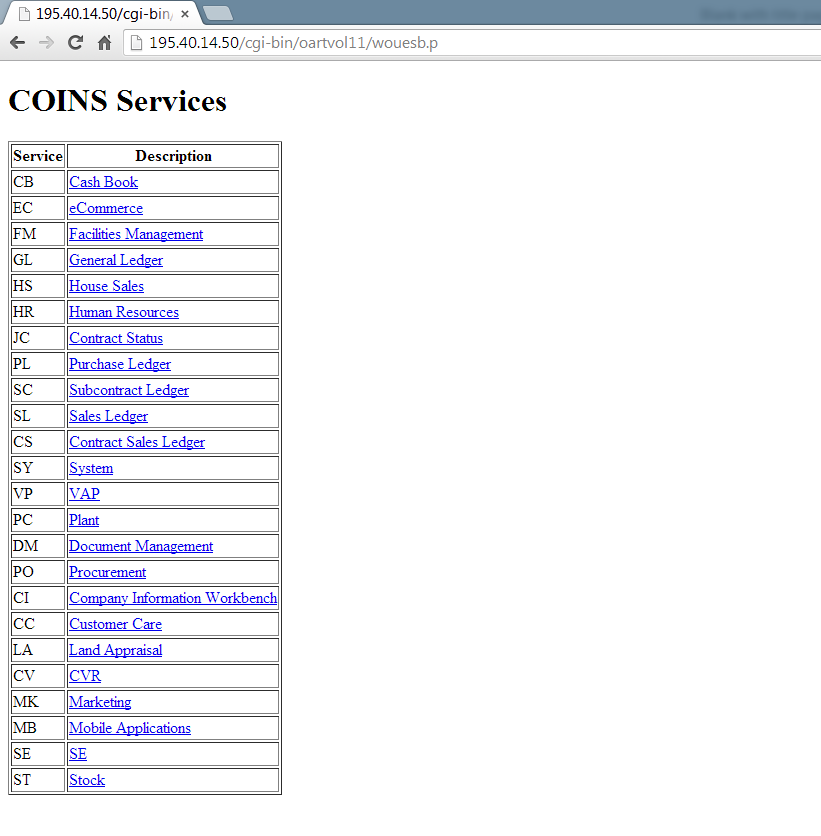 195.40.14.50/cgi-bin/
195.40.14.50/cgi-bin/oartvol11/wouesb.p
COINS Services
Service Description
CB Cash Book
EC eCommerce
FM Facilities Management
GL General Ledger
HS House Sales
HR Human Resources
JC Contract Status
PL Purchase Ledger
SC Subcontract Ledger
SL Sales Ledger
CS Contract Sales Ledger
SY System
VP VAP
PC Plant
DM Document Management
PO Procurement
CI Company Information Workbench
CC Customer Care
LA Land Appraisal
CV CVR
MK Marketing
MB Mobile Applications
SE SE
ST Stock